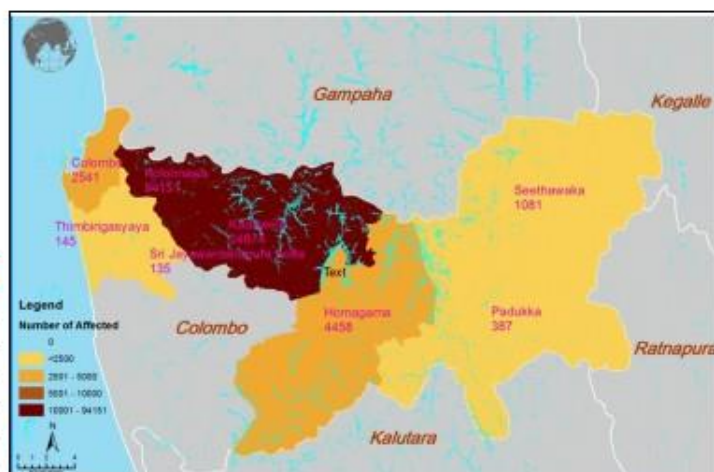 Gampaha
Kegalle
Colombo
2541
Kolonnawa
94151
Seethawaka
1081
Thimbirigasyaya
145
Sri Jayawardanapura Kotte
135
Text
Homagama
4458
Padukka
387
Colombo
Ratnapura
Kalutara
Legend
Number of Affected
0
<2500
2501 - 5000
5001 - 10000
10001 - 94151
N